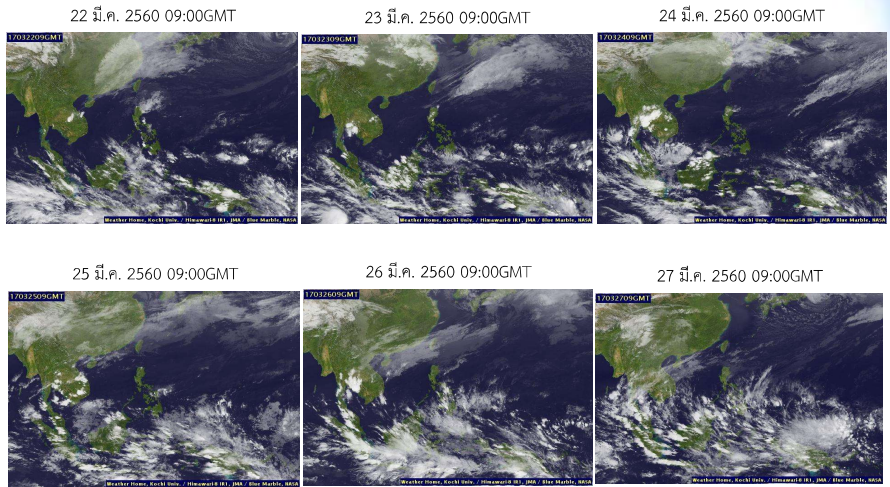 22 มี.ค. 2560 09:00GMT
23 มี.ค. 2560 09:00GMT
24 มี.ค. 2560 09:00GMT
17032209GMT
17032309GMT
17032409GMT
Weather Home, Kochi Univ. / Himawari-8 IR1, JMA / Blue Marble, NASA
Weather Home, Kochi Univ. / Himawari-8 IR1, JMA / Blue Marble, NASA
Weather Home, Kochi Univ. / Himawari-8 IR1, JMA / Blue Marble, NASA
25 มี.ค. 2560 09:00GMT
26 มี.ค. 2560 09:00GMT
27 มี.ค. 2560 09:00GMT
17032509GMT
17032609GMT
17032709GMT
Weather Home, Kochi Univ. / Himawari-8 IR1, JMA / Blue Marble, NASA
Weather Home, Kochi Univ. / Himawari-8 IR1, JMA / Blue Marble, NASA
Weather Home, Kochi Univ. / Himawari-8 IR1, JMA / Blue Marble, NASA